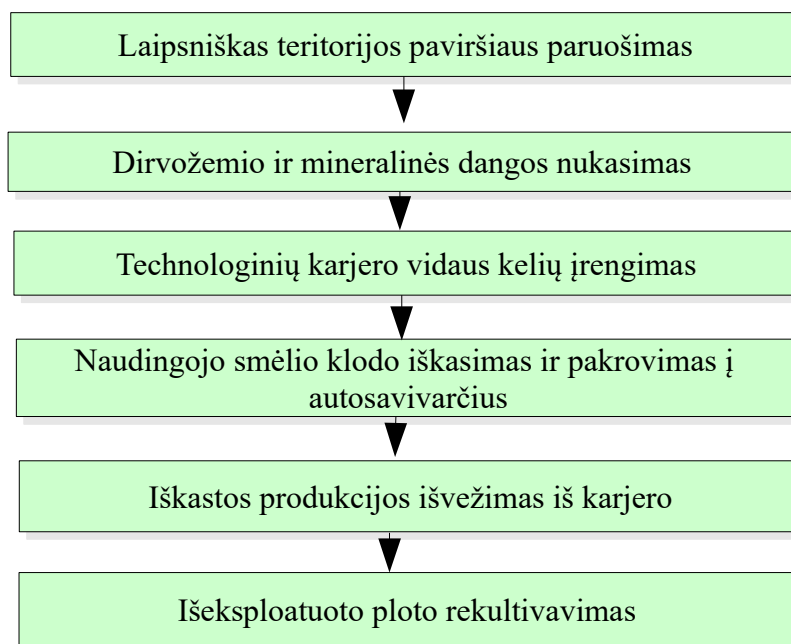 Laipsniškas teritorijos paviršiaus paruošimas
Dirvožemio ir mineralinės dangos nukasimas
Technologinių karjero vidaus kelių įrengimas
Naudingojo smėlio klodo iškasimas ir pakrovimas į
autosavivarčius
Iškastos produkcijos išvežimas iš karjero
Išeksploatuoto ploto rekultivavimas